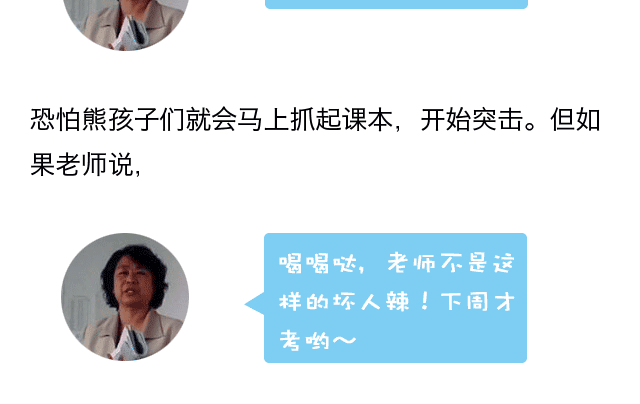 恐怕熊孩子们就会马上抓起课本，开始突击。但如
果老师说，
喝喝哒，老师不是这
样的坏人辣！下周才
考哟～